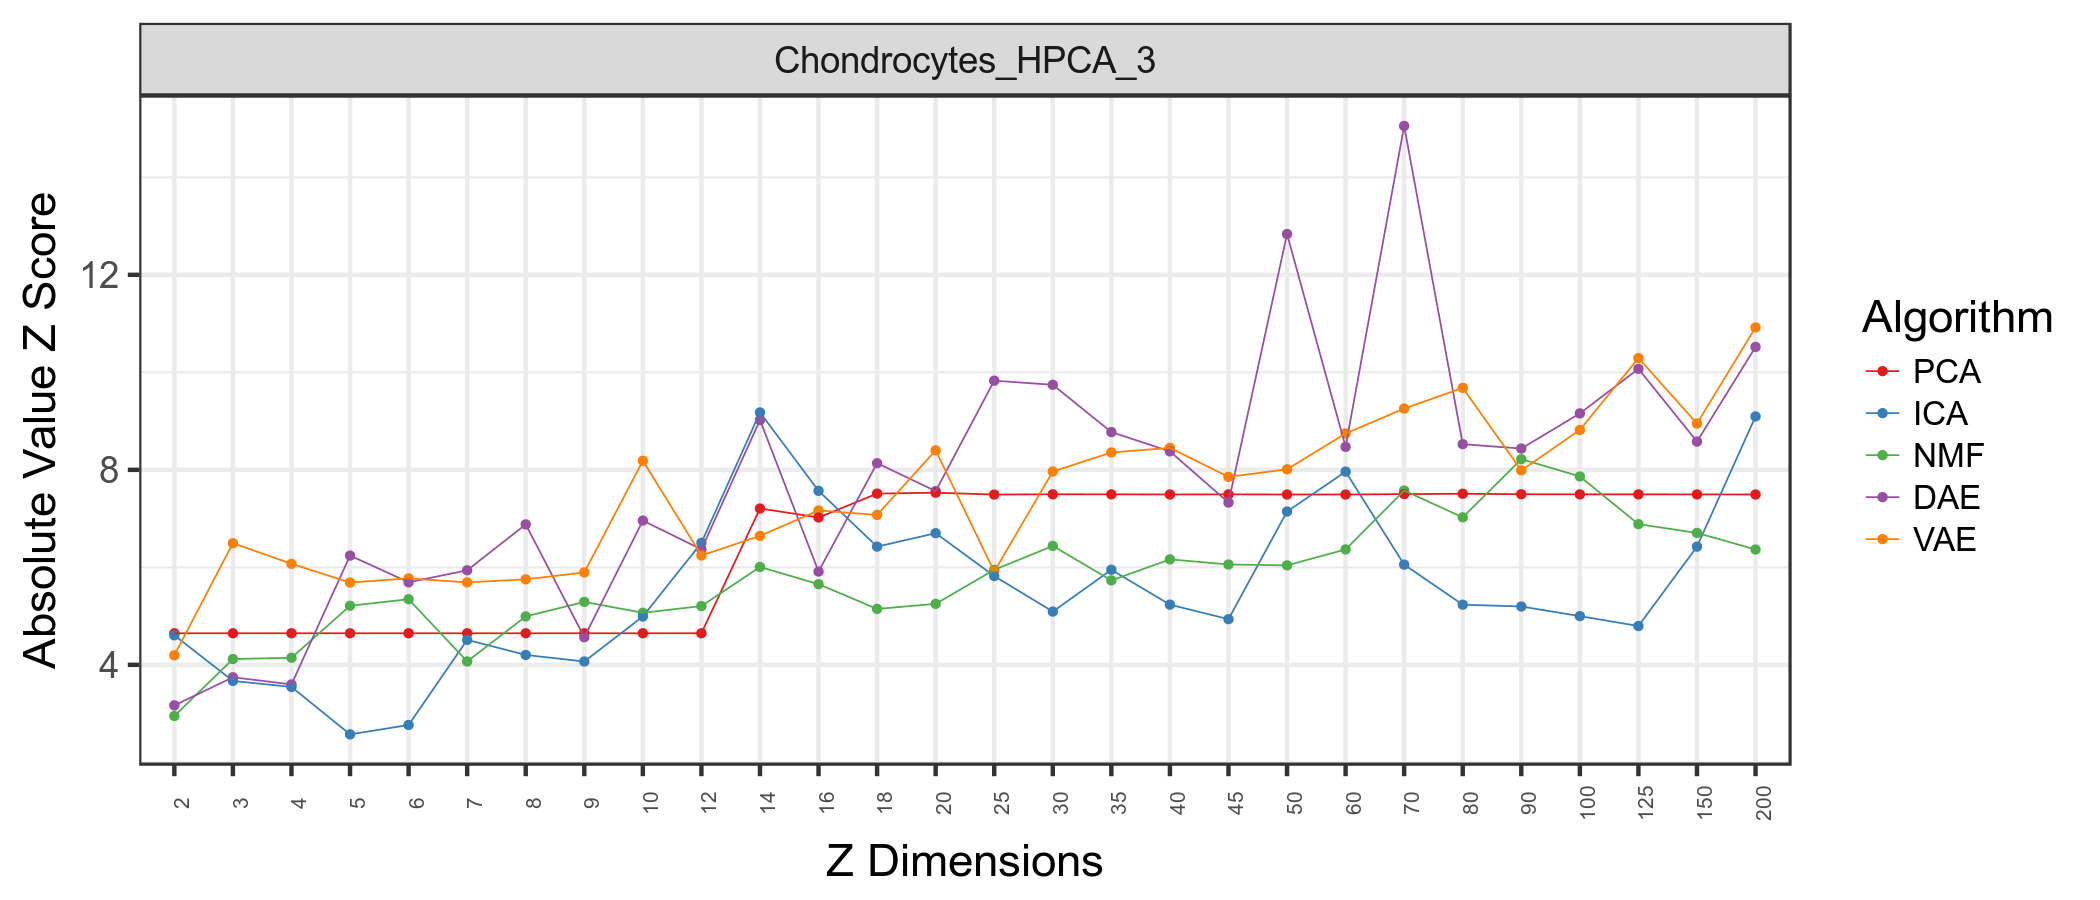 Chondrocytes_HPCA_3
Absolute Value Z Score
12
8
4
2 3 4 5 6 7 8 9 10 12 14 16 18 20 25 30 35 40 45 50 60 70 80 90 100 125 150 200
Z Dimensions
Algorithm
PCA
ICA
NMF
DAE
VAE